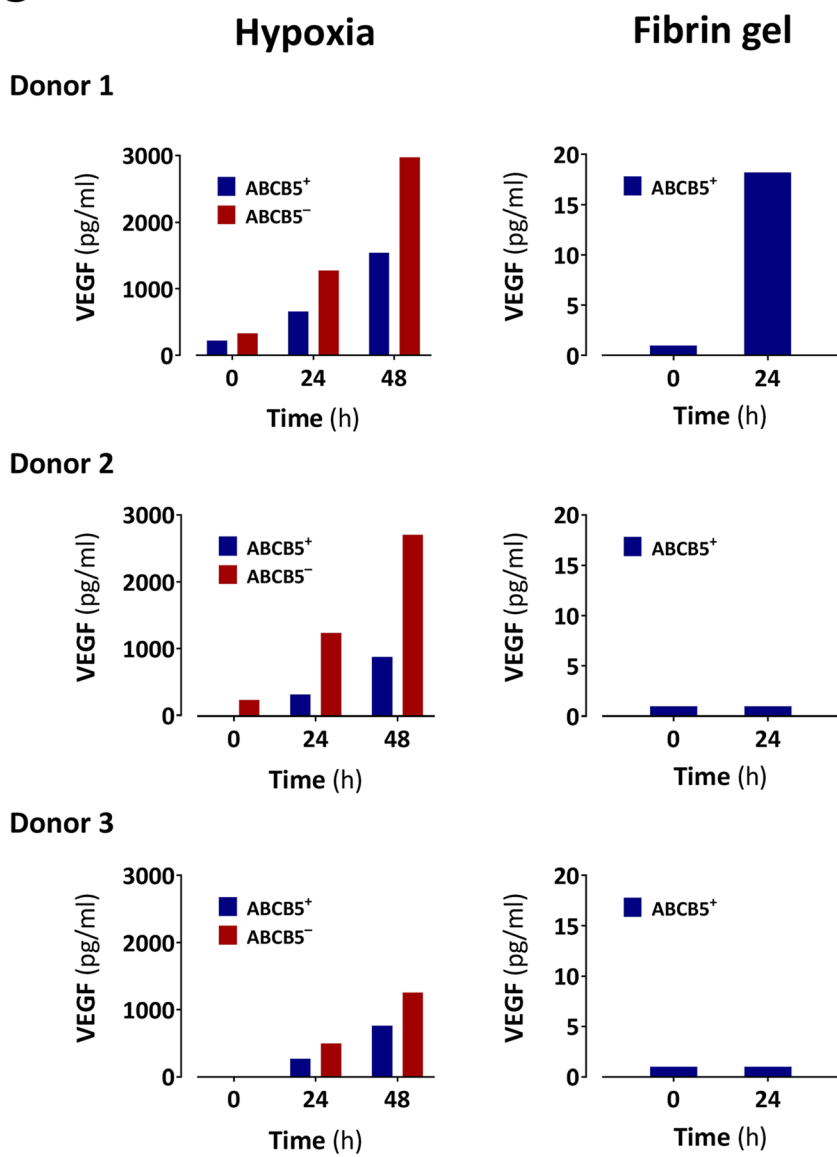 Hypoxia
Fibrin gel
Donor 1
VEGF (pg/ml)
3000
2000
1000
0
ABCB5⁺
ABCB5⁻
0 24 48
Time (h)
VEGF (pg/ml)
20
15
10
5
0
ABCB5⁺
0 24
Time (h)
Donor 2
VEGF (pg/ml)
3000
2000
1000
0
ABCB5⁺
ABCB5⁻
0 24 48
Time (h)
VEGF (pg/ml)
20
15
10
5
0
ABCB5⁺
0 24
Time (h)
Donor 3
VEGF (pg/ml)
3000
2000
1000
0
ABCB5⁺
ABCB5⁻
0 24 48
Time (h)
VEGF (pg/ml)
20
15
10
5
0
ABCB5⁺
0 24
Time (h)